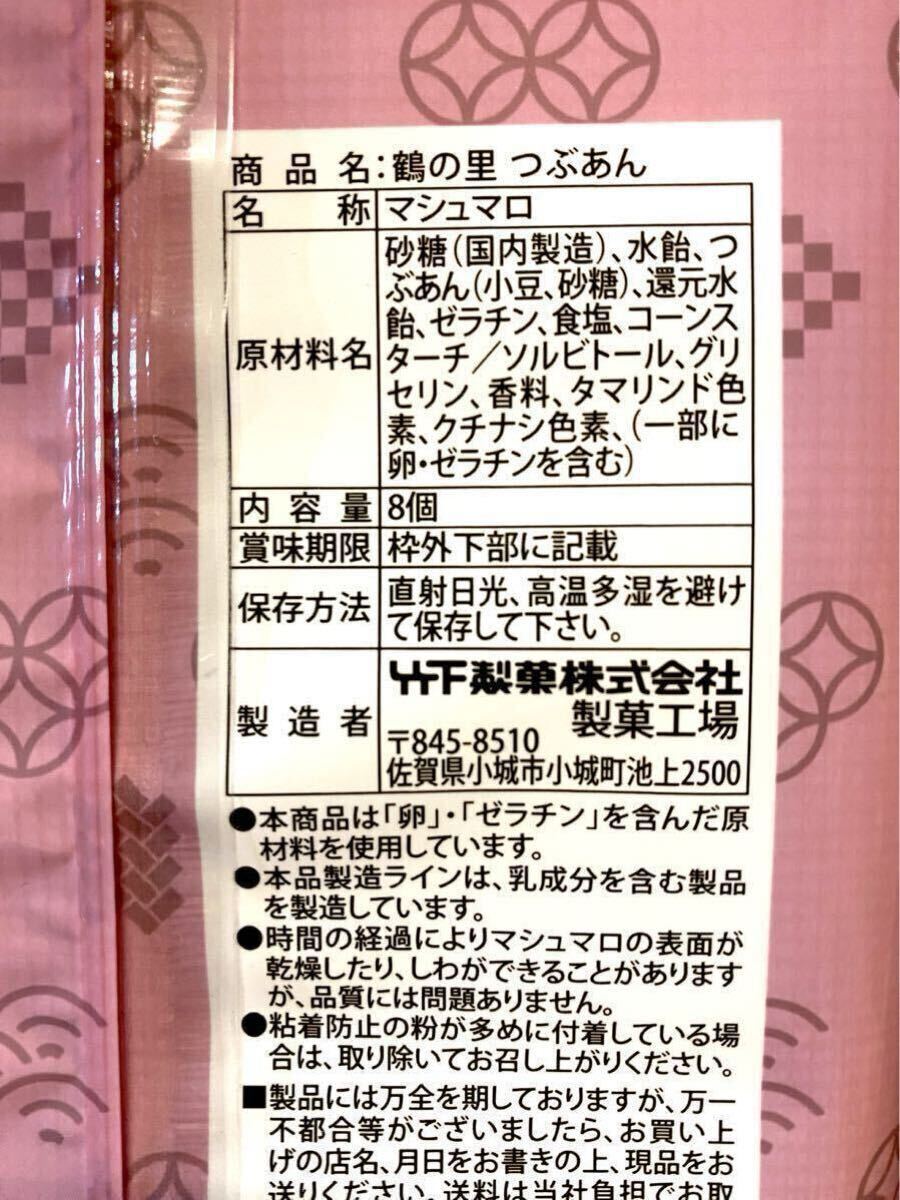 商品名:鶴の里 つぶあん
名称 マシュマロ
原材料名 砂糖(国内製造)、水飴、つ
ぶあん(小豆、砂糖)、還元水
飴、ゼラチン、食塩、コーンス
ターチ/ソルビトール、グリ
セリン、香料、タマリンド色
素、クチナシ色素、(一部に
卵・ゼラチンを含む)
内容量 8個
賞味期限 枠外下部に記載
保存方法 直射日光、高温多湿を避け
て保存して下さい。
製造者 竹下製菓株式会社
製菓工場
〒845-8510
佐賀県小城市小城町池上2500
●本商品は「卵」・「ゼラチン」を含んだ原
材料を使用しています。
●本品製造ラインは、乳成分を含む製品
を製造しています。
●時間の経過によりマシュマロの表面が
乾燥したり、しわができることがあります
が、品質には問題ありません。
●粘着防止の粉が多めに付着している場
合は、取り除いてお召し上がりください。
■製品には万全を期しておりますが、万一
不都合等がございましたら、お買い上
げの店名、月日をお書きの上、現品をお
送りください。送料は当社負担でお取